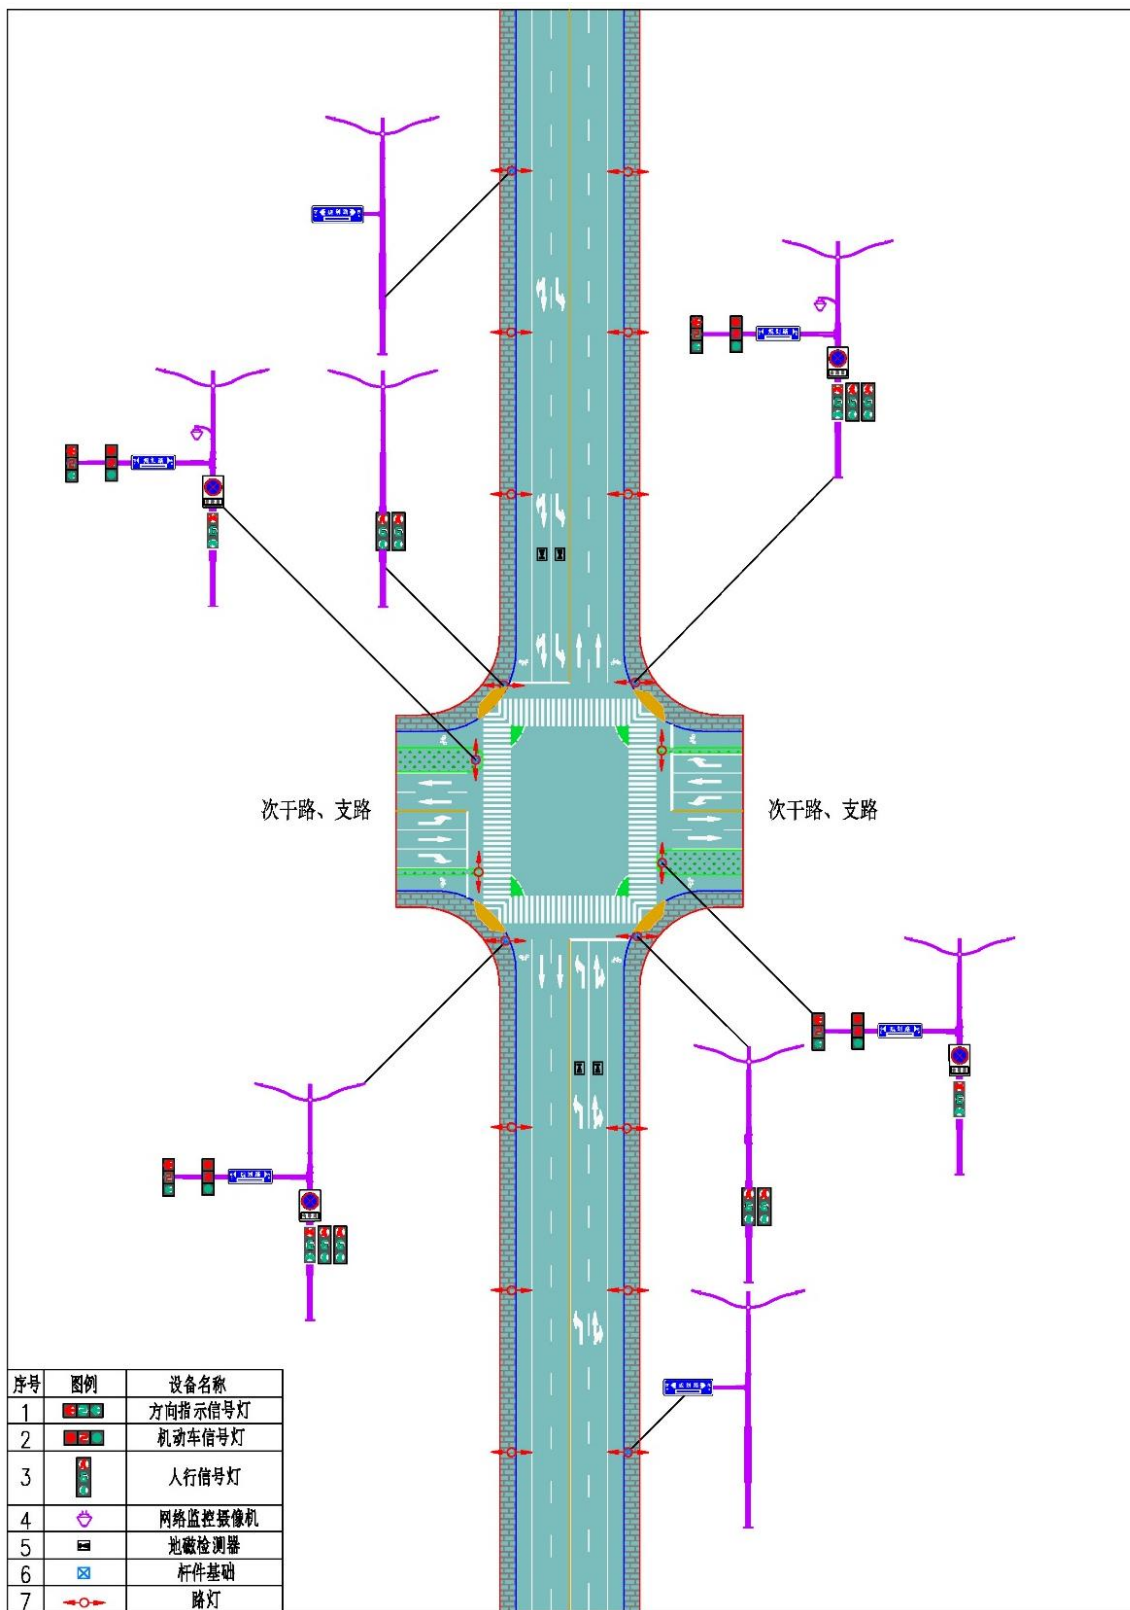 次干路、支路
次干路、支路
序号 图例 设备名称
1 方向指示信号灯
2 机动车信号灯
3 人行信号灯
4 网络监控摄像机
5 地磁检测器
6 杆件基础
7 路灯